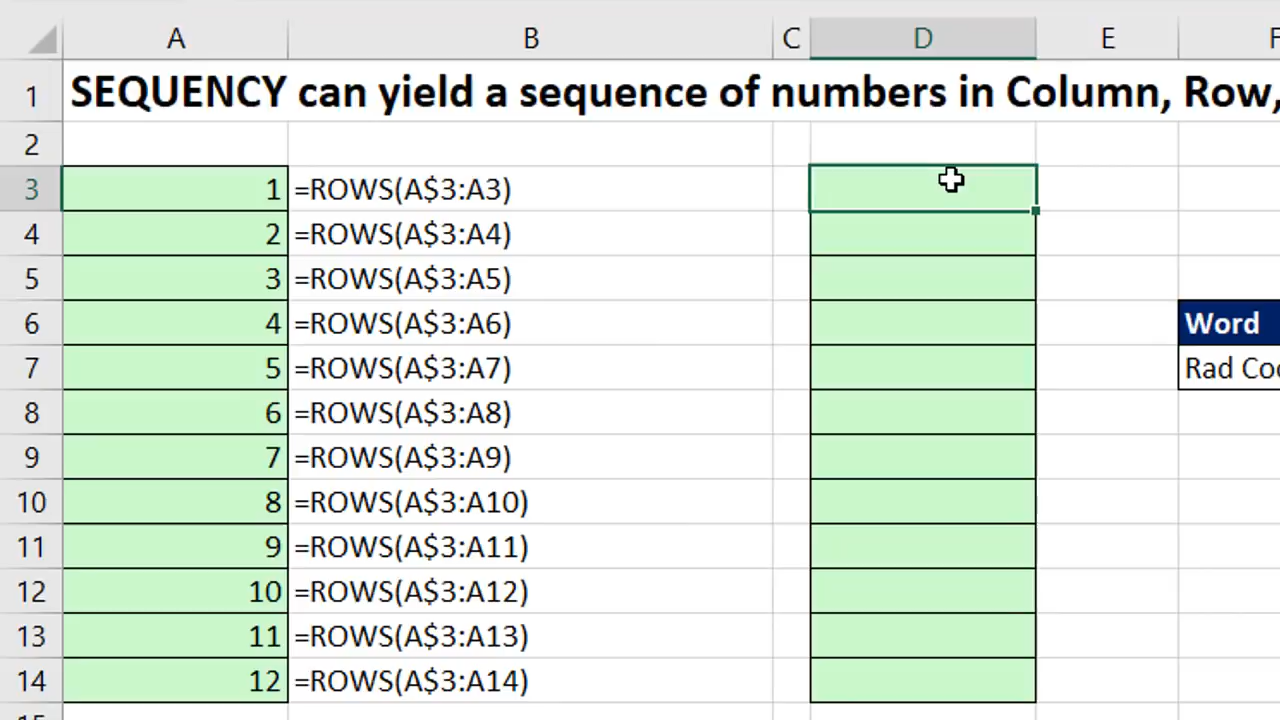 A B C D E F
1 SEQUENCY can yield a sequence of numbers in Column, Row,
2
3 1 =ROWS(A$3:A3)
4 2 =ROWS(A$3:A4)
5 3 =ROWS(A$3:A5)
6 4 =ROWS(A$3:A6) Word
7 5 =ROWS(A$3:A7) Rad Coo
8 6 =ROWS(A$3:A8)
9 7 =ROWS(A$3:A9)
10 8 =ROWS(A$3:A10)
11 9 =ROWS(A$3:A11)
12 10 =ROWS(A$3:A12)
13 11 =ROWS(A$3:A13)
14 12 =ROWS(A$3:A14)
15